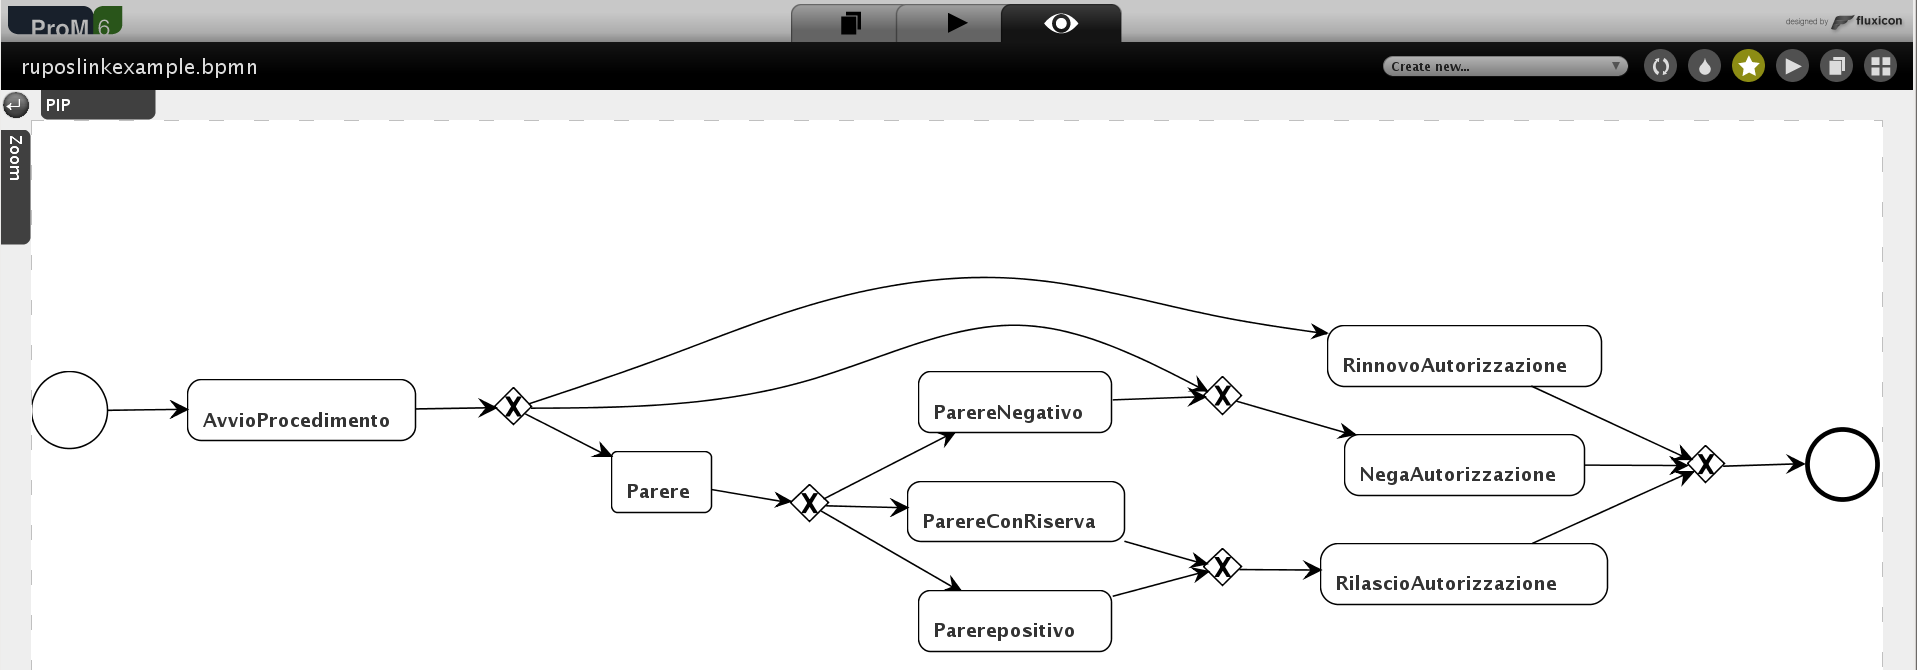 ProM 6
designed by fluxicon
ruposlinkexample.bpmn
Create new...
PIP
Zoom
RinnovoAutorizzazione
AvvioProcedimento
X
X
ParereNegativo
NegaAutorizzazione
X
Parere
X
ParereConRiserva
X
RilascioAutorizzazione
Parerepositivo